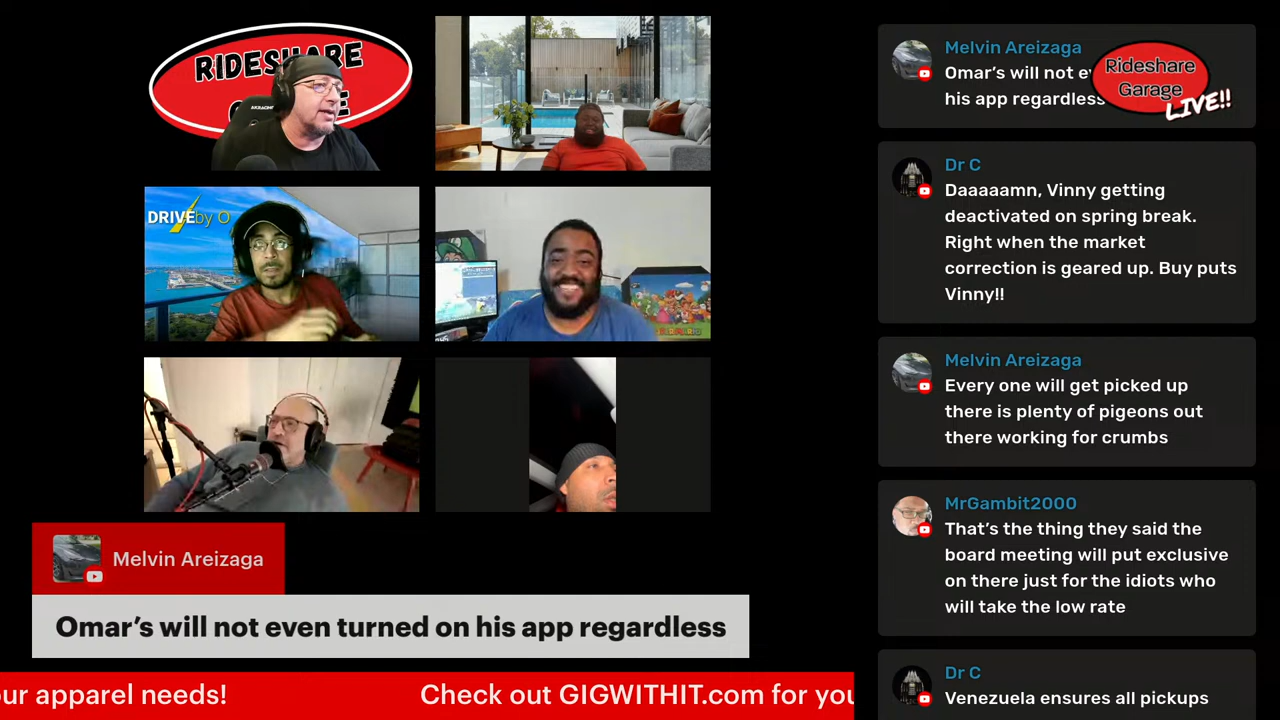 RIDESHARE
DRIVE by O
Melvin Areizaga
Omar's will not even turned on his app regardless
our apparel needs!
Check out GIGWITHIT.com for you
Melvin Areizaga
Omar's will not e
his app regardless
Rideshare
Garage
LIVE!!
Dr C
Daaaaamn, Vinny getting
deactivated on spring break.
Right when the market
correction is geared up. Buy puts
Vinny!!
Melvin Areizaga
Every one will get picked up
there is plenty of pigeons out
there working for crumbs
MrGambit2000
That's the thing they said the
board meeting will put exclusive
on there just for the idiots who
will take the low rate
Dr C
Venezuela ensures all pickups